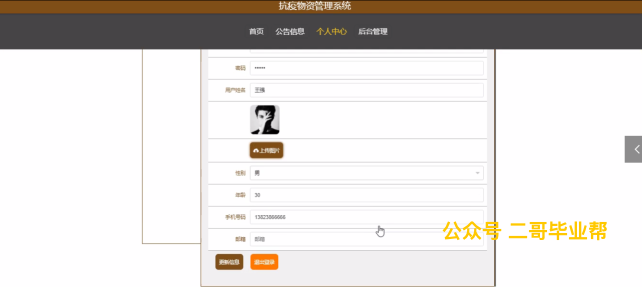 抗疫物资管理系统
首页 公告信息 个人中心 后台管理
密码 •••••
用户姓名 王强
上传图片
性别 男
年龄 30
手机号码 13823888888
邮箱 邮箱
更新信息 退出登录
公众号 二哥毕业帮